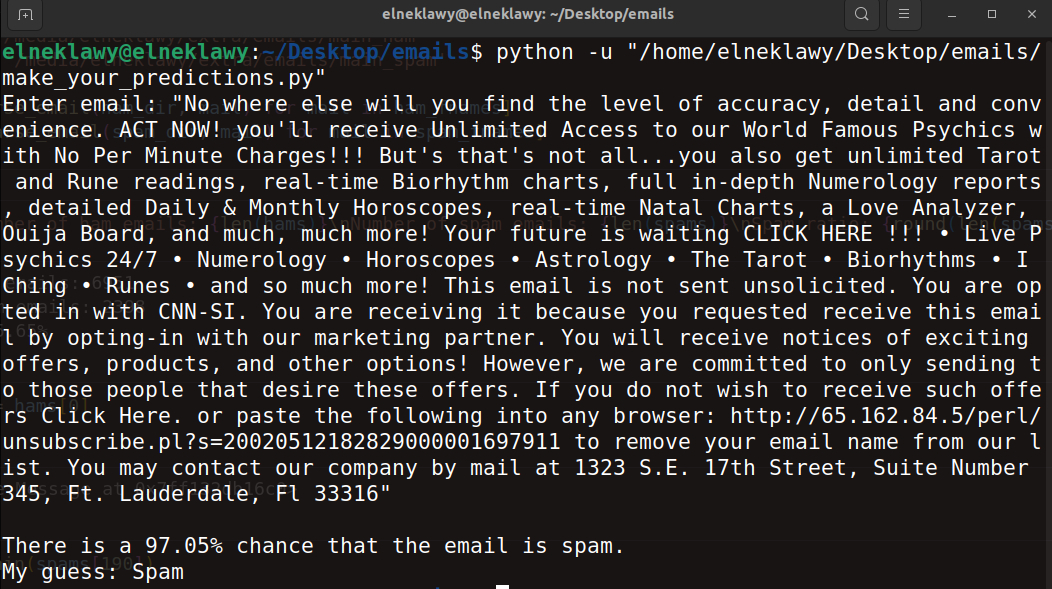 elneklawy@elneklawy: ~/Desktop/emails
elneklawy@elneklawy:~/Desktop/emails$ python -u "/home/elneklawy/Desktop/emails/
make_your_predictions.py"
Enter email: "No where else will you find the level of accuracy, detail and conv
enience. ACT NOW! you'll receive Unlimited Access to our World Famous Psychics w
ith No Per Minute Charges!!! But's that's not all...you also get unlimited Tarot
 and Rune readings, real-time Biorhythm charts, full in-depth Numerology reports
, detailed Daily & Monthly Horoscopes, real-time Natal Charts, a Love Analyzer, 
Ouija Board, and much, much more! Your future is waiting CLICK HERE !!! • Live P
sychics 24/7 • Numerology • Horoscopes • Astrology • The Tarot • Biorhythms • I 
Ching • Runes • and so much more! This email is not sent unsolicited. You are op
ted in with CNN-SI. You are receiving it because you requested receive this emai
l by opting-in with our marketing partner. You will receive notices of exciting 
offers, products, and other options! However, we are committed to only sending t
o those people that desire these offers. If you do not wish to receive such offe
rs Click Here. or paste the following into any browser: http://65.162.84.5/perl/
unsubscribe.pl?s=20020512182829000001697911 to remove your email name from our l
ist. You may contact our company by mail at 1323 S.E. 17th Street, Suite Number 
345, Ft. Lauderdale, Fl 33316"
There is a 97.05% chance that the email is spam.
My guess: Spam